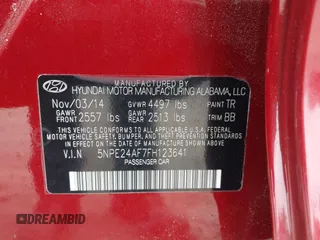 MANUFACTURED BY
HYUNDAI MOTOR MANUFACTURING ALABAMA, LLC
Nov/03/14 GVWR 4497 lbs PAINT TR
GAWR FRONT 2557 lbs GAWR REAR 2513 lbs TRIM BB
THIS VEHICLE CONFORMS TO ALL APPLICABLE U.S. FEDERAL
MOTOR VEHICLE SAFETY, BUMPER, AND THEFT PREVENTION
STANDARDS IN EFFECT ON THE DATE OF MANUFACTURE SHOWN ABOVE.
V.I.N 5NPE24AF7FH123641
PASSENGER CAR
DREAMBID